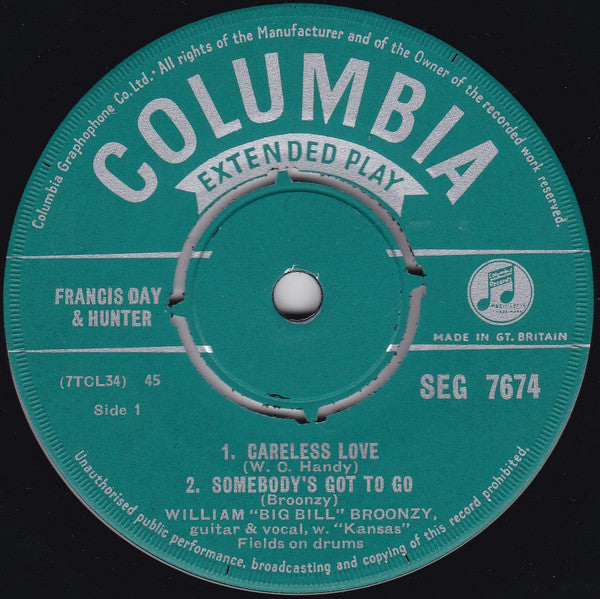 Columbia Graphophone Co. Ltd. · All rights of the Manufacturer and of the Owner of the recorded work reserved.
COLUMBIA
EXTENDED PLAY
FRANCIS DAY
& HUNTER
Columbia
Records
MADE IN GT. BRITAIN
(7TCL34) 45
SEG 7674
Side 1
1. CARELESS LOVE
(W. C. Handy)
2. SOMEBODY'S GOT TO GO
(Broonzy)
WILLIAM "BIG BILL" BROONZY,
guitar & vocal, w. "Kansas"
Fields on drums
Unauthorised public performance, broadcasting and copying of this record prohibited.